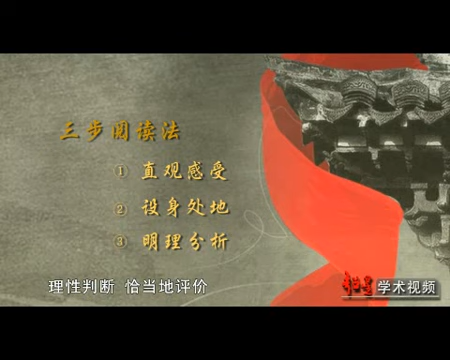 三步阅读法
① 直观感受
② 设身处地
③ 明理分析
理性判断 恰当地评价
学术视频